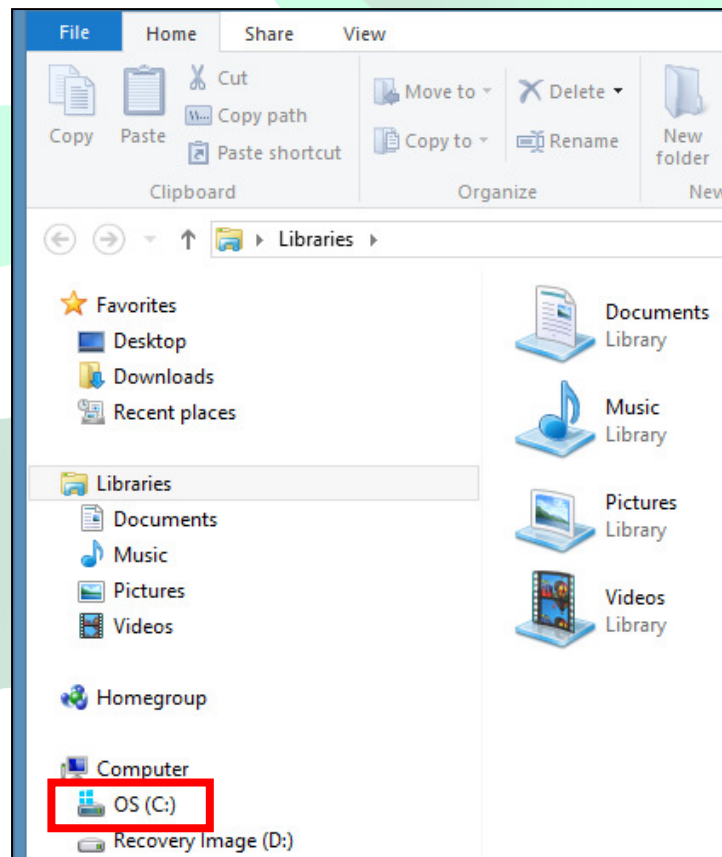 File Home Share View
Cut
Copy path
Paste shortcut
Copy Paste
Move to
Copy to
Delete
Rename
New
folder
Clipboard Organize New
Libraries
Favorites
Desktop
Downloads
Recent places
Libraries
Documents
Music
Pictures
Videos
Homegroup
Computer
OS (C:)
Recovery Image (D:)
Documents
Library
Music
Library
Pictures
Library
Videos
Library